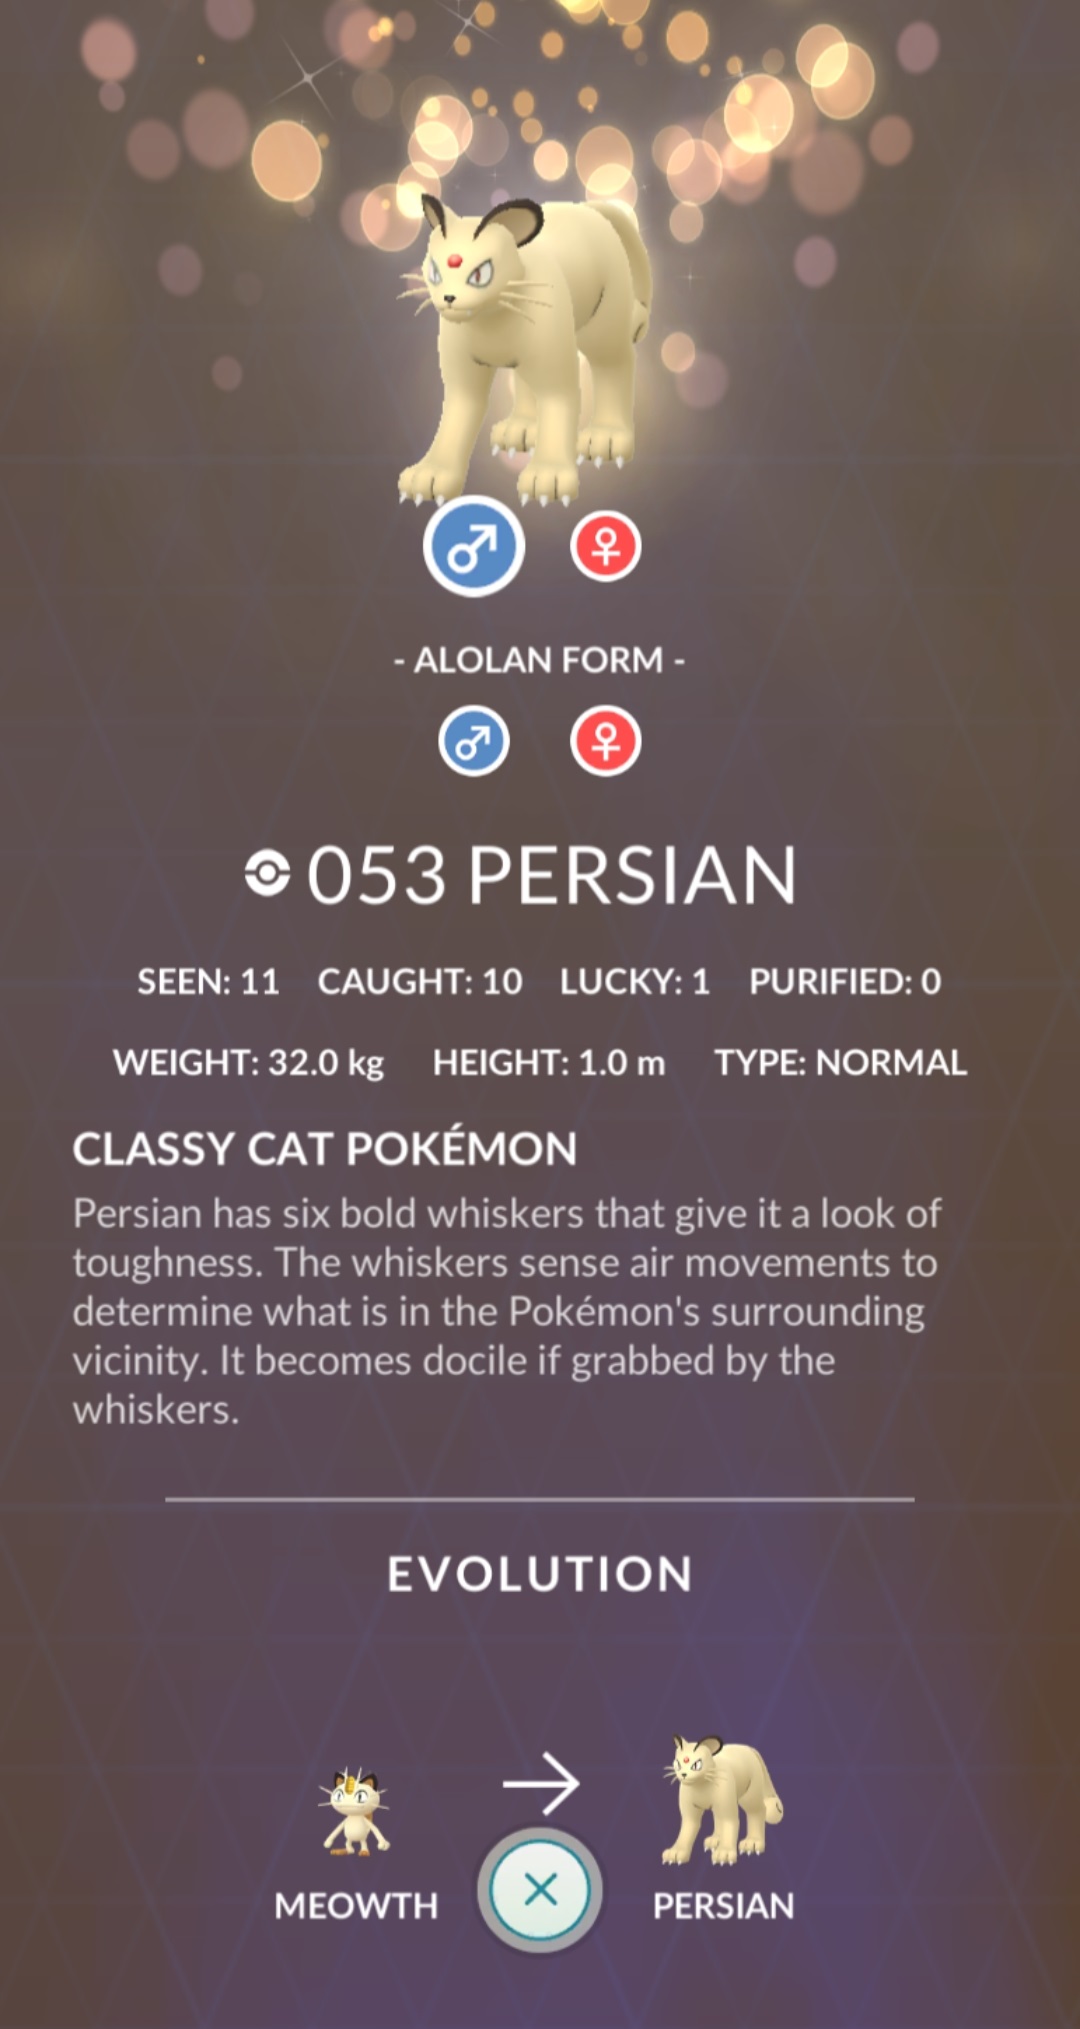 - ALOLAN FORM -
053 PERSIAN
SEEN: 11 CAUGHT: 10 LUCKY: 1 PURIFIED: 0
WEIGHT: 32.0 kg HEIGHT: 1.0 m TYPE: NORMAL
CLASSY CAT POKÉMON
Persian has six bold whiskers that give it a look of
toughness. The whiskers sense air movements to
determine what is in the Pokémon's surrounding
vicinity. It becomes docile if grabbed by the
whiskers.
EVOLUTION
MEOWTH PERSIAN